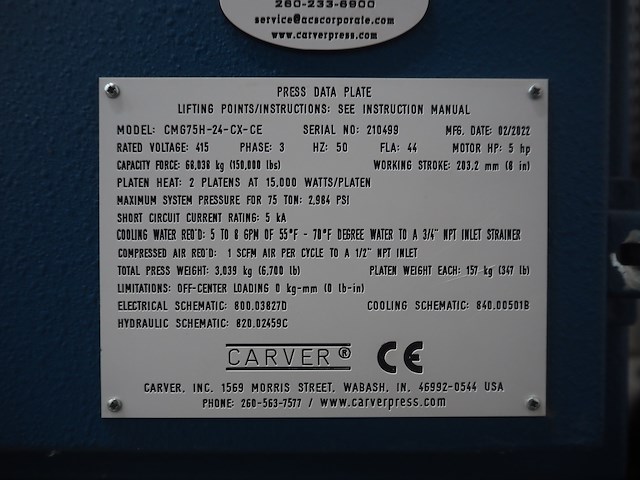 260-233-6900
service@acscorporate.com
www.carverpress.com
PRESS DATA PLATE
LIFTING POINTS/INSTRUCTIONS: SEE INSTRUCTION MANUAL
MODEL: CMG75H-24-CX-CE SERIAL NO: 210499 MFG. DATE: 02/2022
RATED VOLTAGE: 415 PHASE: 3 HZ: 50 FLA: 44 MOTOR HP: 5 hp
CAPACITY FORCE: 68,038 kg (150,000 lbs) WORKING STROKE: 203.2 mm (8 in)
PLATEN HEAT: 2 PLATENS AT 15,000 WATTS/PLATEN
MAXIMUM SYSTEM PRESSURE FOR 75 TON: 2,984 PSI
SHORT CIRCUIT CURRENT RATING: 5 kA
COOLING WATER REQ'D: 5 TO 8 GPM OF 55°F - 70°F DEGREE WATER TO A 3/4" NPT INLET STRAINER
COMPRESSED AIR REQ'D: 1 SCFM AIR PER CYCLE TO A 1/2" NPT INLET
TOTAL PRESS WEIGHT: 3,039 kg (6,700 lb) PLATEN WEIGHT EACH: 157 kg (347 lb)
LIMITATIONS: OFF-CENTER LOADING 0 kg-mm (0 lb-in)
ELECTRICAL SCHEMATIC: 800.03827D COOLING SCHEMATIC: 840.00501B
HYDRAULIC SCHEMATIC: 820.02459C
CARVER® CE
CARVER, INC. 1569 MORRIS STREET, WABASH, IN. 46992-0544 USA
PHONE: 260-563-7577 / www.carverpress.com